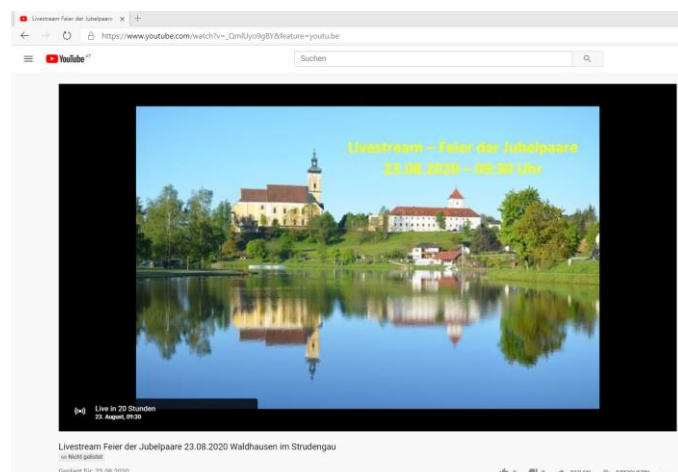 Livestream Feier der Jubelpaare
https://www.youtube.com/watch?v=_QmlUyo9gBY&feature=youtu.be
YouTube AT
Suchen
Livestream – Feier der Jubelpaare
23.08.2020 – 09:30 Uhr
Live in 20 Stunden
23. August, 09:30
Livestream Feier der Jubelpaare 23.08.2020 Waldhausen im Strudengau
Nicht gelistet
Geplant für: 23.08.2020